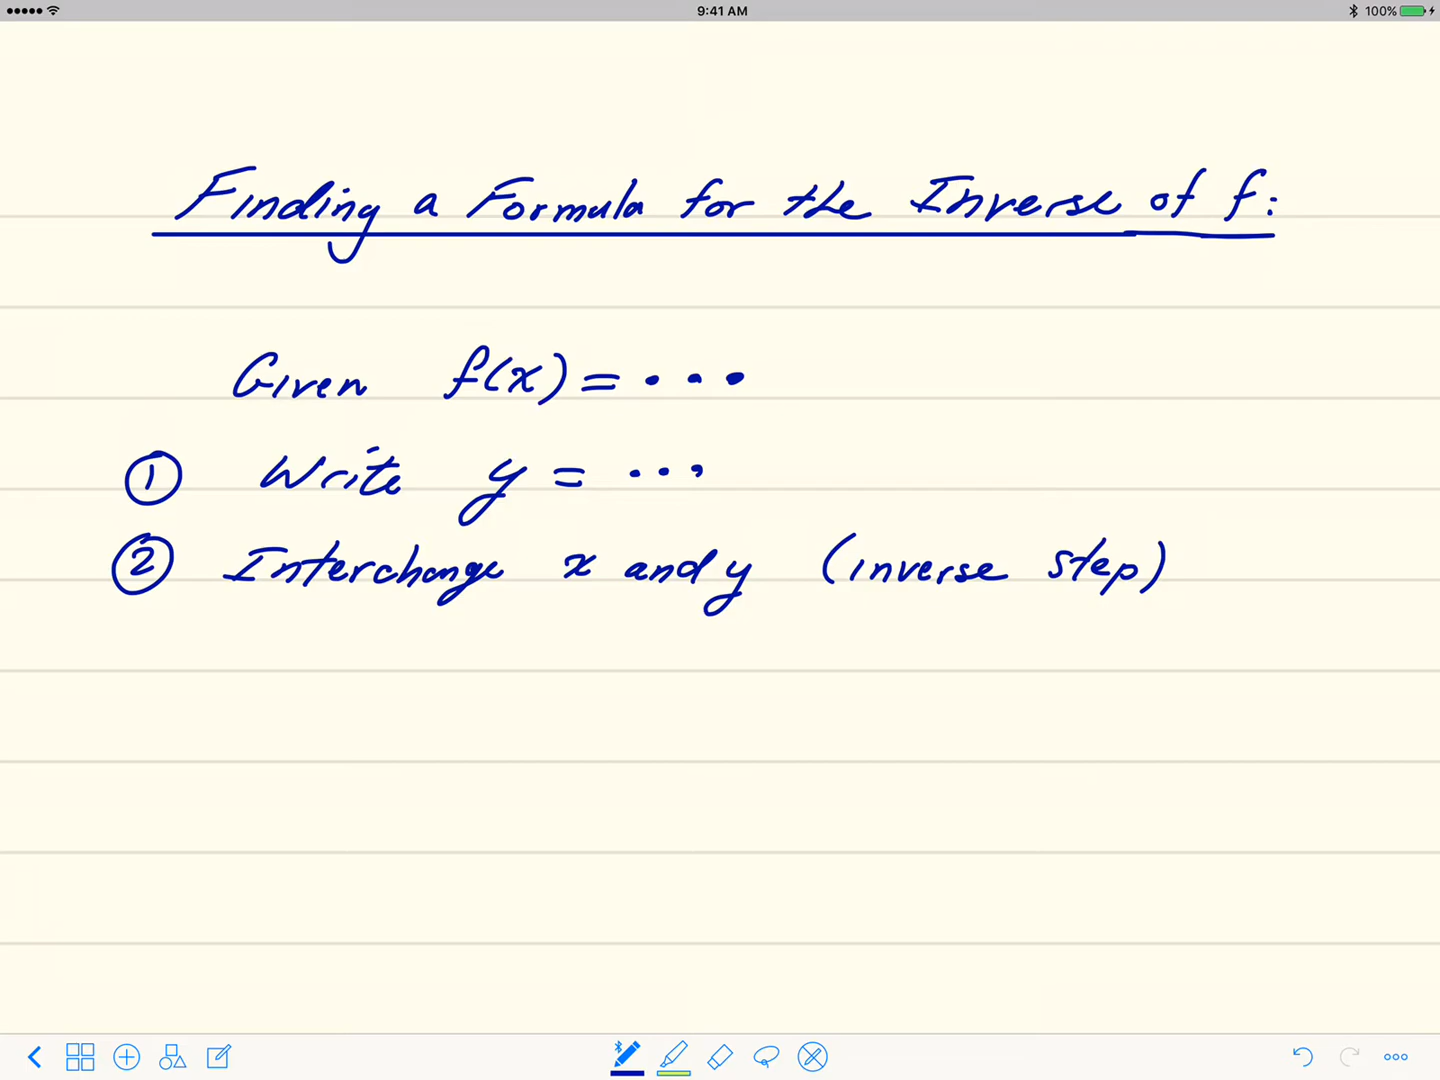 9:41 AM
100%
Finding a Formula for the Inverse of f:
Given f(x) = • • •
① Write y = • • •
② Interchange x and y (inverse step)